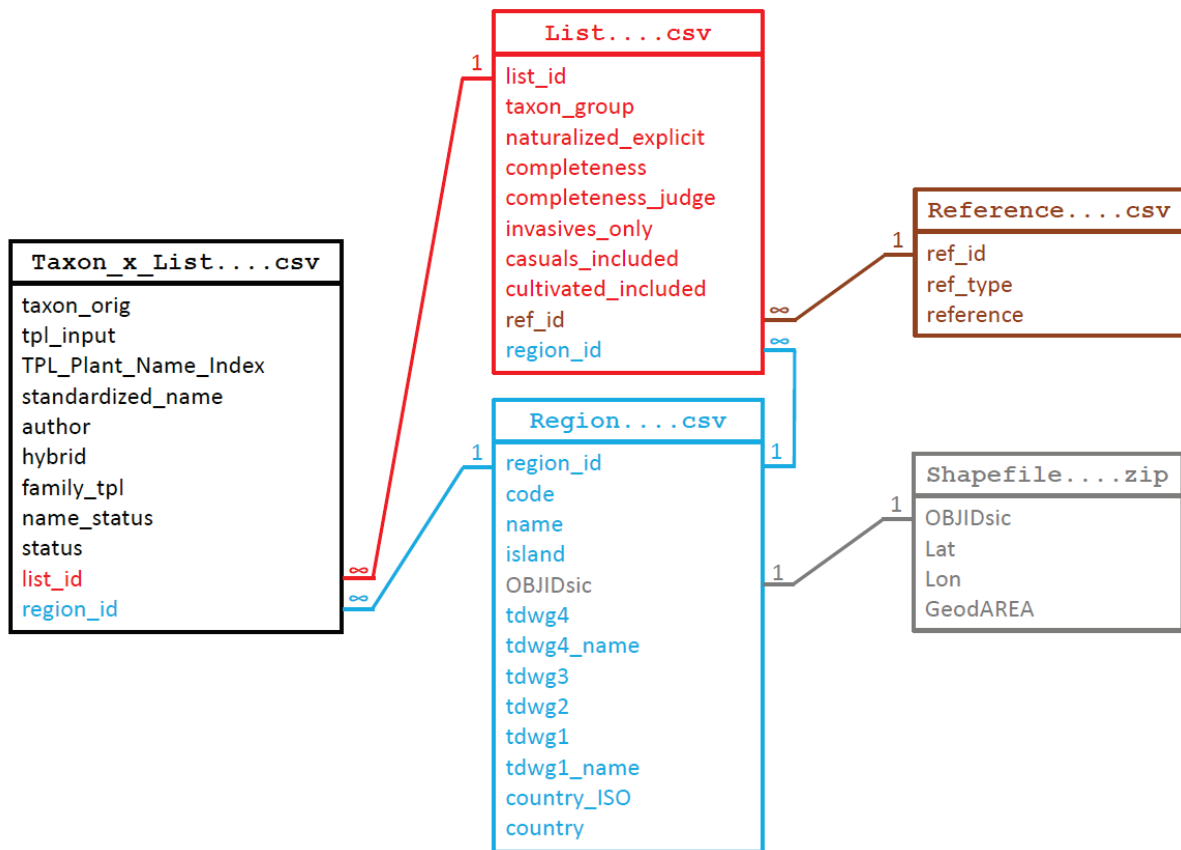 Taxon_x_List....csv
taxon_orig
tpl_input
TPL_Plant_Name_Index
standardized_name
author
hybrid
family_tpl
name_status
status
list_id
region_id
∞
∞
1
1
List....csv
list_id
taxon_group
naturalized_explicit
completeness
completeness_judge
invasives_only
casuals_included
cultivated_included
ref_id
region_id
∞
∞
Region....csv
region_id
code
name
island
OBJIDsic
tdwg4
tdwg4_name
tdwg3
tdwg2
tdwg1
tdwg1_name
country_ISO
country
1
1
Reference....csv
ref_id
ref_type
reference
1
Shapefile....zip
OBJIDsic
Lat
Lon
GeodAREA
1